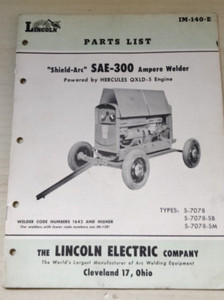 LINCOLN
IM-140-E
PARTS LIST
"Shield-Arc" SAE-300 Ampere Welder
Powered by HERCULES QXLD-5 Engine
TYPES: S-7078
S-7078-SB
S-7078-SM
WELDER CODE NUMBERS 1642 AND HIGHER
THE LINCOLN ELECTRIC COMPANY
The World's Largest Manufacturer of Arc Welding Equipment
Cleveland 17, Ohio